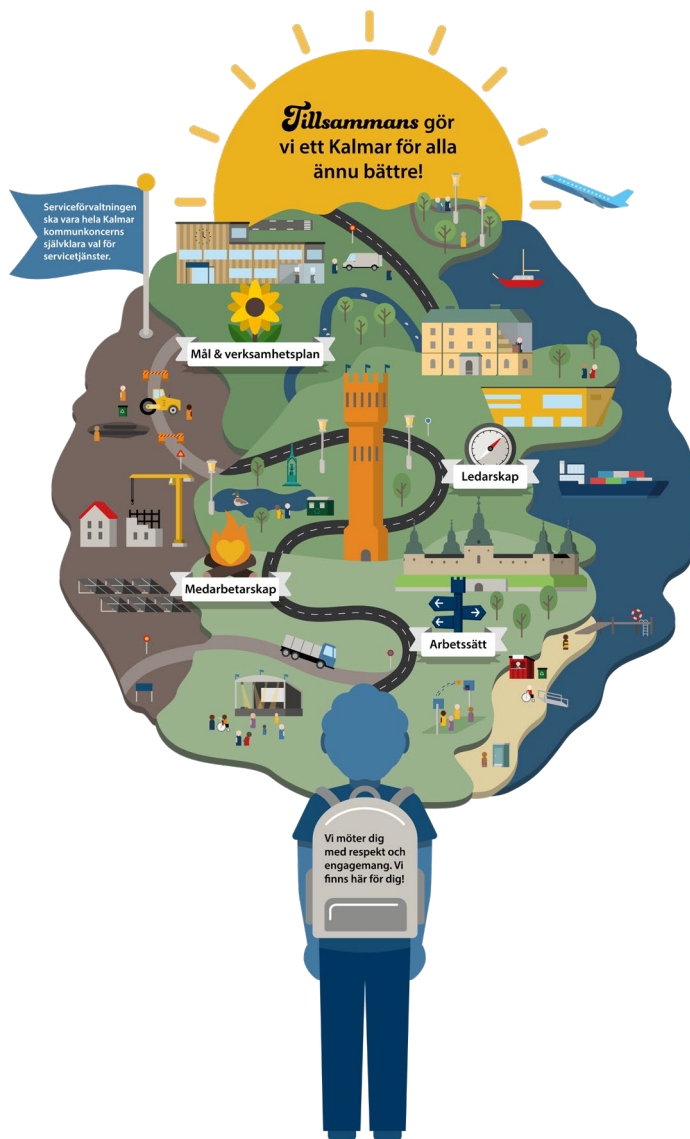 Tillsammans gör
vi ett Kalmar för alla
ännu bättre!
Serviceförvaltningen
ska vara hela Kalmar
kommunkoncerns
självklara val för
servicetjänster.
Mål & verksamhetsplan
Ledarskap
Medarbetarskap
Arbetssätt
Vi möter dig
med respekt och
engagemang. Vi
finns här för dig!